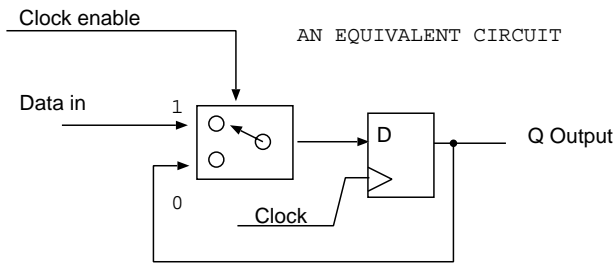 Clock enable
AN EQUIVALENT CIRCUIT
Data in
1
D
Q Output
0
Clock